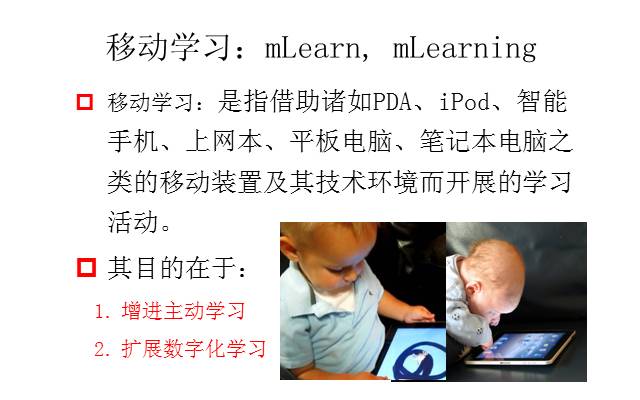 移动学习：mLearn, mLearning
移动学习：是指借助诸如PDA、iPod、智能
手机、上网本、平板电脑、笔记本电脑之
类的移动装置及其技术环境而开展的学习
活动。
其目的在于：
1. 增进主动学习
2. 扩展数字化学习